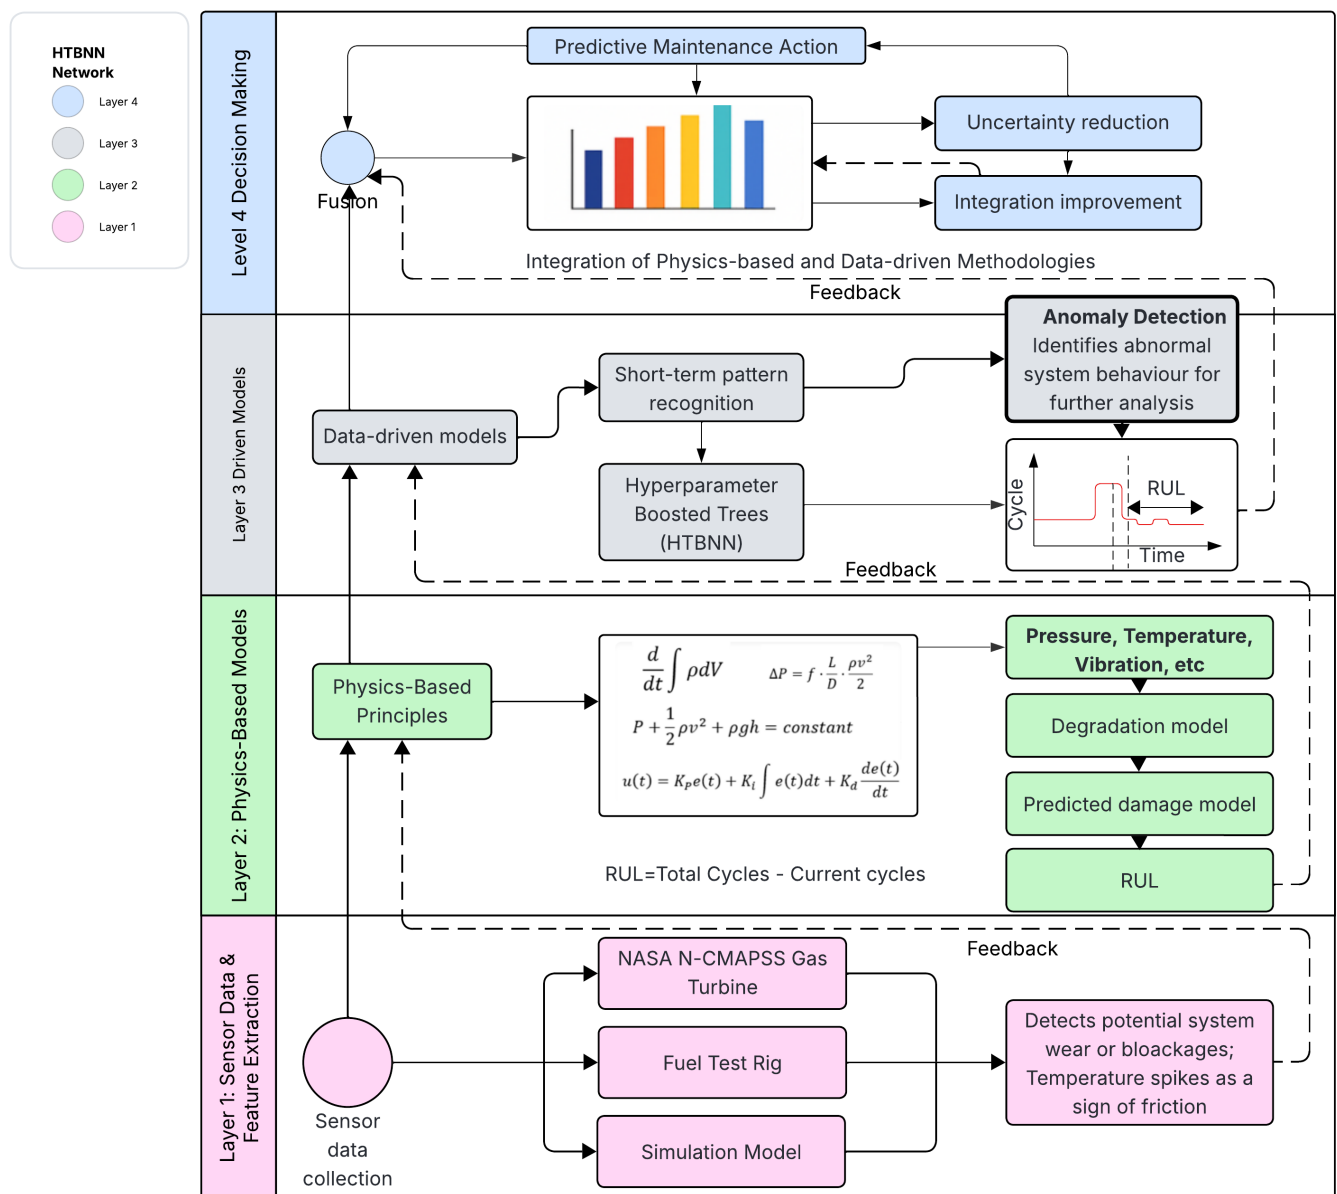 HTBNN
Network
Layer 4
Layer 3
Layer 2
Layer 1
Level 4 Decision Making
Predictive Maintenance Action
Uncertainty reduction
Integration improvement
Fusion
Integration of Physics-based and Data-driven Methodologies
Feedback
Layer 3 Driven Models
Data-driven models
Short-term pattern
recognition
Hyperparameter
Boosted Trees
(HTBNN)
Anomaly Detection
Identifies abnormal
system behaviour for
further analysis
Cycle
RUL
Time
Feedback
Layer 2: Physics-Based Models
Physics-Based
Principles
d/dt ∫ ρdV
ΔP = f · L/D · ρv²/2
P + 1/2 ρv² + ρgh = constant
u(t) = K_P e(t) + K_i ∫ e(t)dt + K_d de(t)/dt
RUL=Total Cycles - Current cycles
Pressure, Temperature,
Vibration, etc
Degradation model
Predicted damage model
RUL
Feedback
Layer 1: Sensor Data &
Feature Extraction
Sensor
data
collection
NASA N-CMAPSS Gas
Turbine
Fuel Test Rig
Simulation Model
Detects potential system
wear or bloackages;
Temperature spikes as a
sign of friction